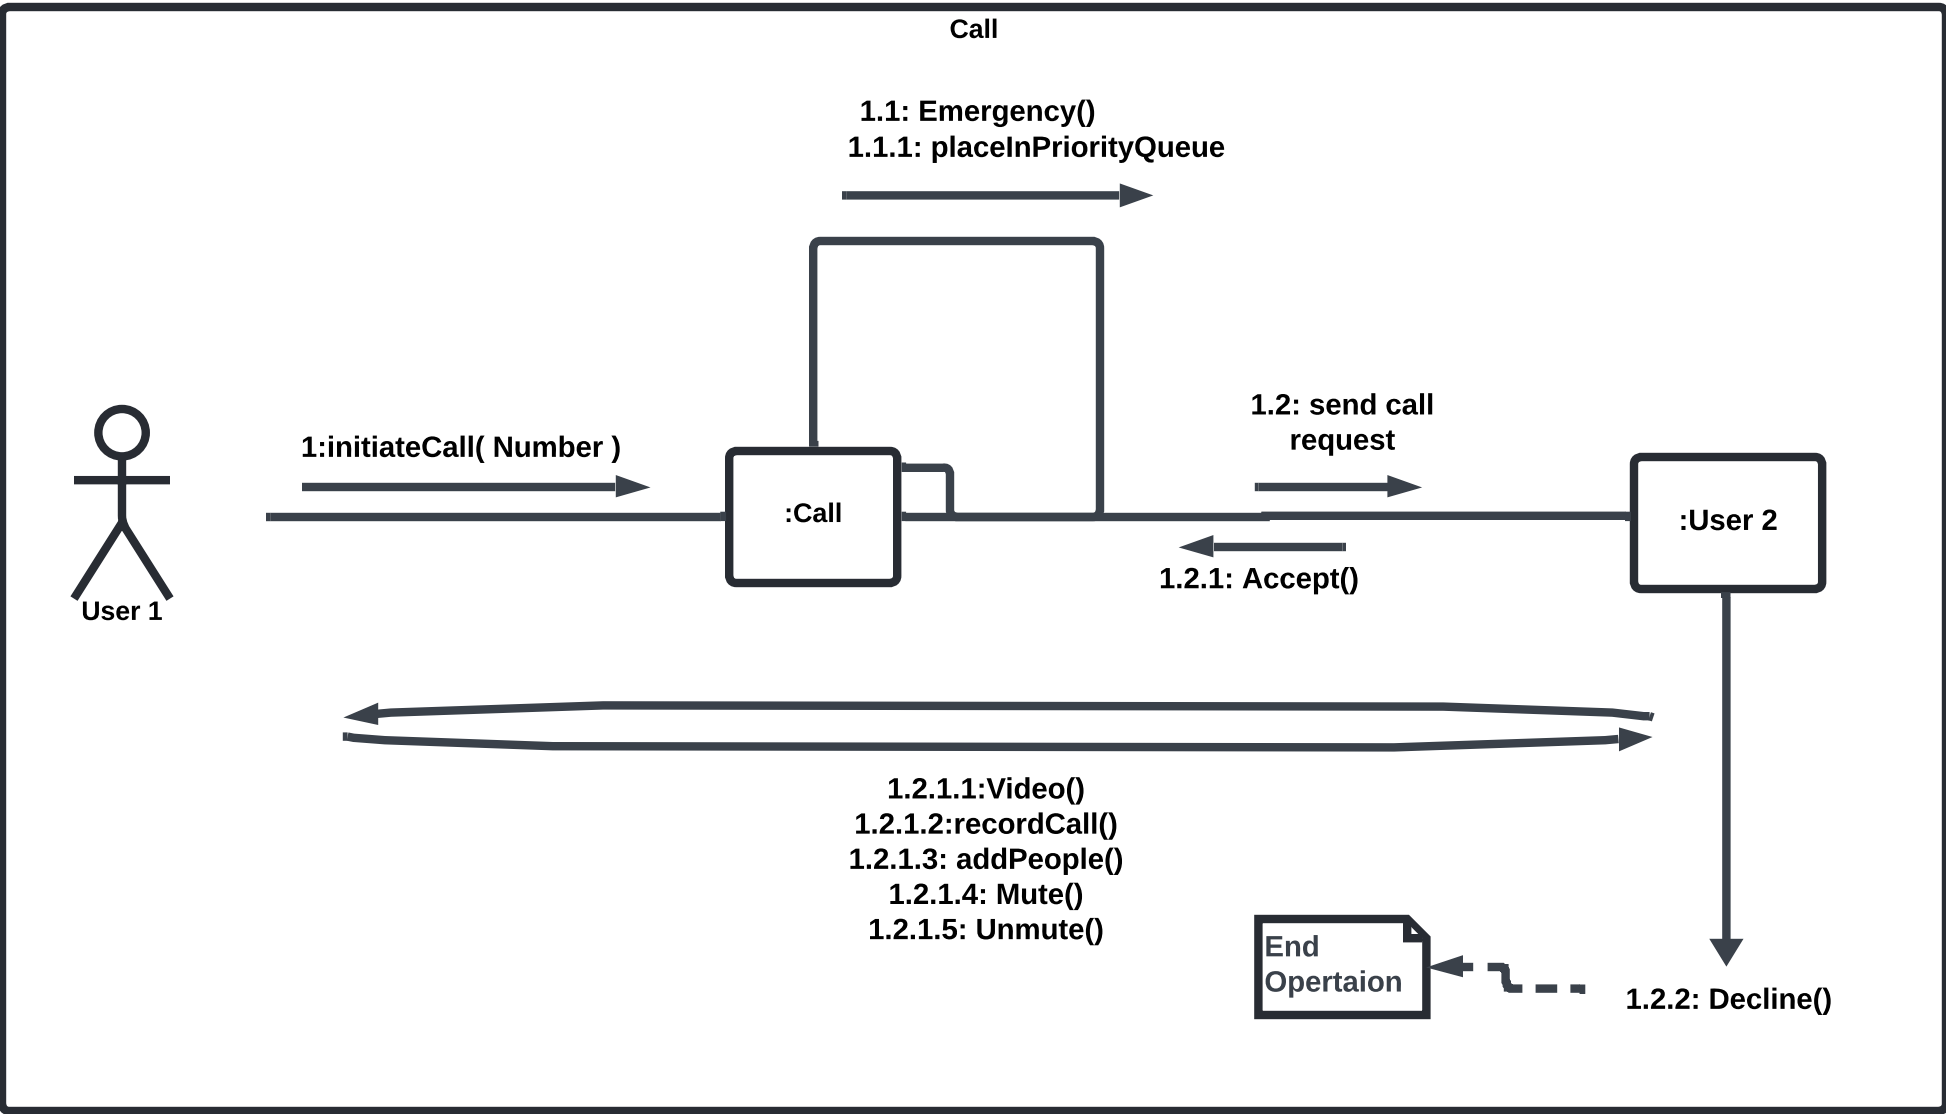 Call
1.1: Emergency()
1.1.1: placeInPriorityQueue
1.2: send call
request
1:initiateCall( Number )
:Call
:User 2
1.2.1: Accept()
User 1
1.2.1.1:Video()
1.2.1.2:recordCall()
1.2.1.3: addPeople()
1.2.1.4: Mute()
1.2.1.5: Unmute()
End
Opertaion
1.2.2: Decline()